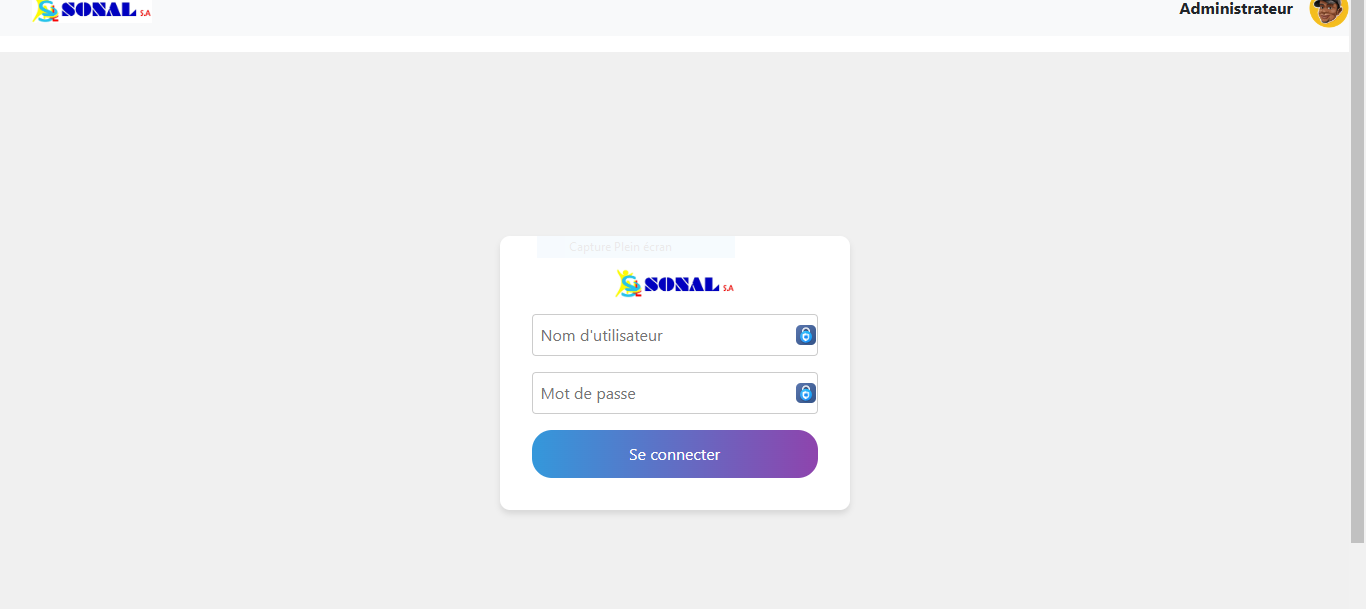 SONAL S.A
Administrateur
Capture Plein écran
SONAL S.A
Nom d'utilisateur
Mot de passe
Se connecter